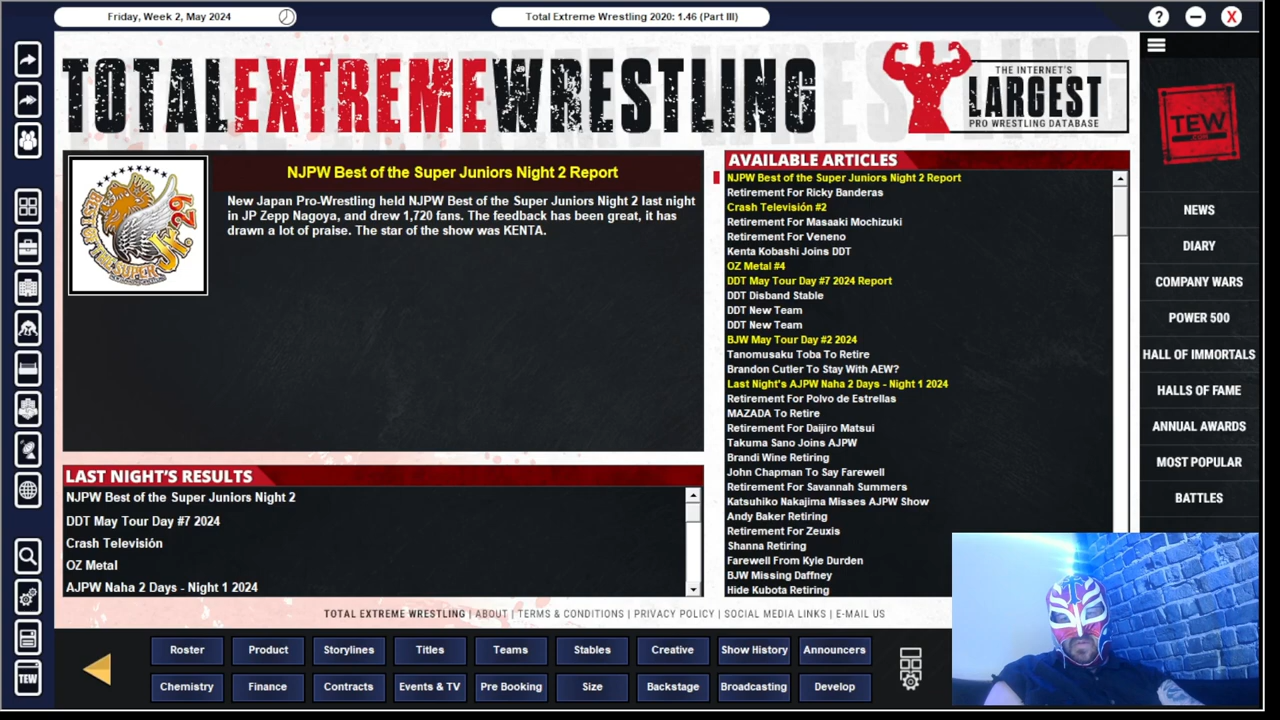 Friday, Week 2, May 2024
Total Extreme Wrestling 2020: 1.46 (Part III)
?
X
TOTALEXTREMEWRESTLING
THE INTERNET'S
LARGEST
PRO WRESTLING DATABASE
TEW
.COM
NJPW Best of the Super Juniors Night 2 Report
New Japan Pro-Wrestling held NJPW Best of the Super Juniors Night 2 last night
in JP Zepp Nagoya, and drew 1,720 fans. The feedback has been great, it has
drawn a lot of praise. The star of the show was KENTA.
AVAILABLE ARTICLES
NJPW Best of the Super Juniors Night 2 Report
Retirement For Ricky Banderas
Crash Televisión #2
Retirement For Masaaki Mochizuki
Retirement For Veneno
Kenta Kobashi Joins DDT
OZ Metal #4
DDT May Tour Day #7 2024 Report
DDT Disband Stable
DDT New Team
DDT New Team
BJW May Tour Day #2 2024
Tanomusaku Toba To Retire
Brandon Cutler To Stay With AEW?
Last Night's AJPW Naha 2 Days - Night 1 2024
Retirement For Polvo de Estrellas
MAZADA To Retire
Retirement For Daijiro Matsui
Takuma Sano Joins AJPW
Brandi Wine Retiring
John Chapman To Say Farewell
Retirement For Savannah Summers
Katsuhiko Nakajima Misses AJPW Show
Andy Baker Retiring
Retirement For Zeuxis
Shanna Retiring
Farewell From Kyle Durden
BJW Missing Daffney
Hide Kubota Retiring
NEWS
DIARY
COMPANY WARS
POWER 500
HALL OF IMMORTALS
HALLS OF FAME
ANNUAL AWARDS
MOST POPULAR
BATTLES
LAST NIGHT'S RESULTS
NJPW Best of the Super Juniors Night 2
DDT May Tour Day #7 2024
Crash Televisión
OZ Metal
AJPW Naha 2 Days - Night 1 2024
TOTAL EXTREME WRESTLING | ABOUT | TERMS & CONDITIONS | PRIVACY POLICY | SOCIAL MEDIA LINKS | E-MAIL US
Roster
Product
Storylines
Titles
Teams
Stables
Creative
Show History
Announcers
Chemistry
Finance
Contracts
Events & TV
Pre Booking
Size
Backstage
Broadcasting
Develop
TEW